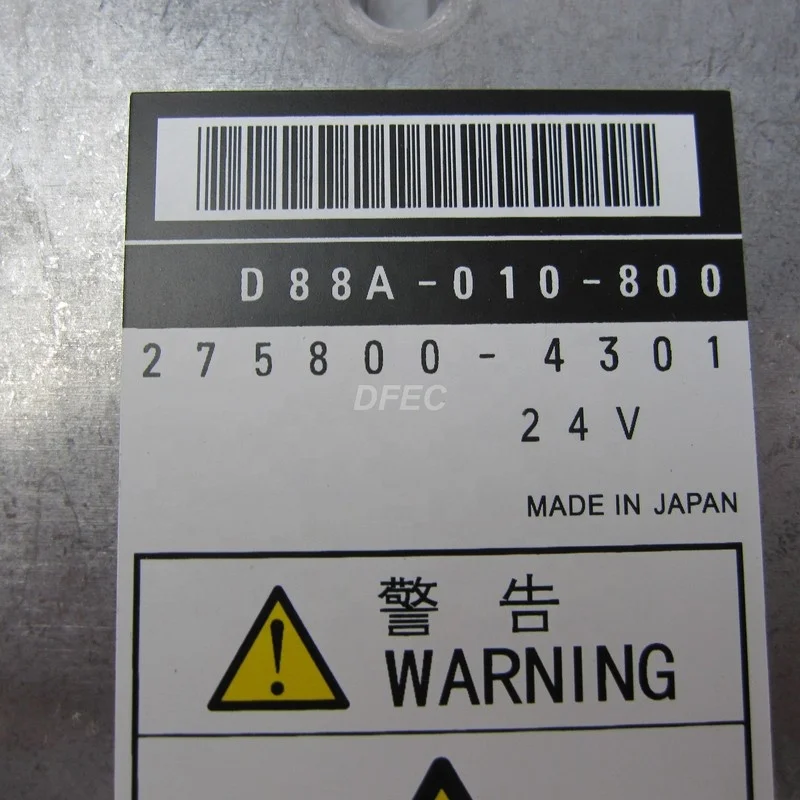 D88A-010-800
275800-4301
DFEC
24V
MADE IN JAPAN
警告
WARNING